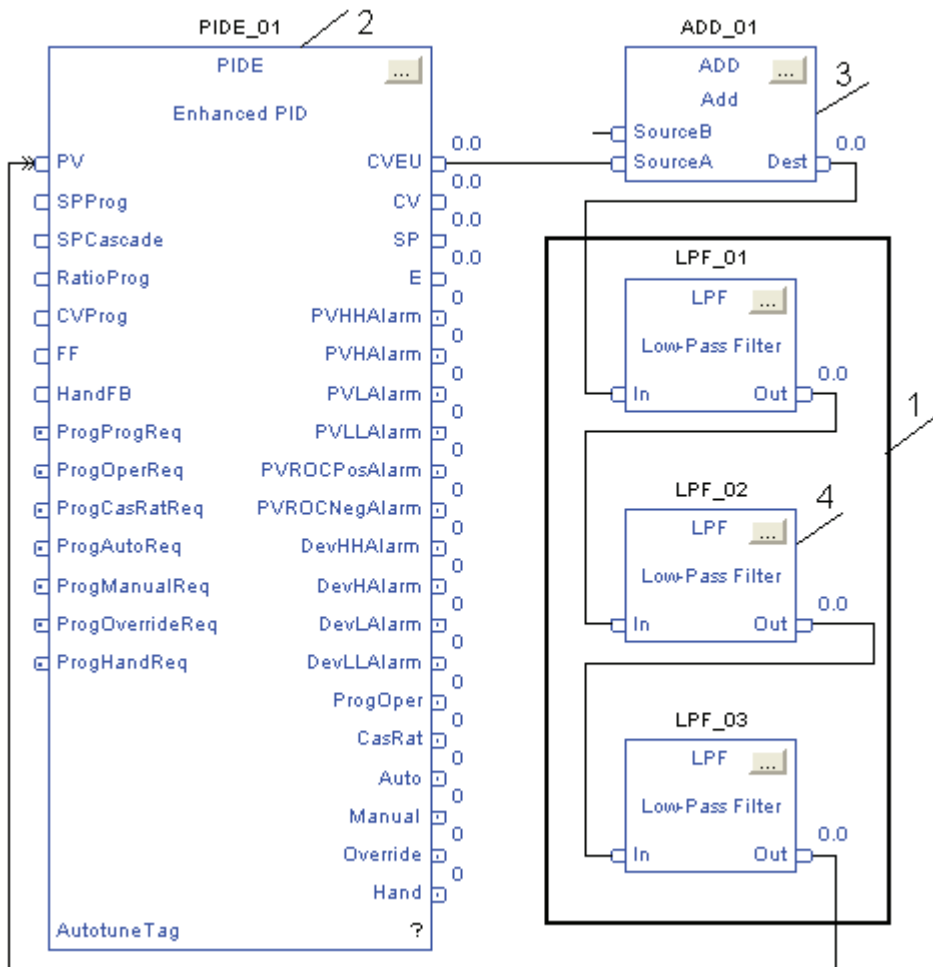 PIDE_01
2
PIDE
...
Enhanced PID
PV
CVEU
0.0
SPProg
CV
0.0
SPCascade
SP
0.0
RatioProg
E
0.0
CVProg
PVHHAlarm
0
FF
PVHAlarm
0
HandFB
PVLAlarm
0
ProgProgReq
PVLLAlarm
0
ProgOperReq
PVROCPosAlarm
0
ProgCasRatReq
PVROCNegAlarm
0
ProgAutoReq
DevHHAlarm
0
ProgManualReq
DevHAlarm
0
ProgOverrideReq
DevLAlarm
0
ProgHandReq
DevLLAlarm
0
ProgOper
0
CasRat
0
Auto
0
Manual
0
Override
0
Hand
0
AutotuneTag
?
ADD_01
ADD
...
3
Add
SourceB
SourceA
Dest
0.0
LPF_01
LPF
...
Low-Pass Filter
In
Out
0.0
1
LPF_02
LPF
...
4
Low-Pass Filter
In
Out
0.0
LPF_03
LPF
...
Low-Pass Filter
In
Out
0.0